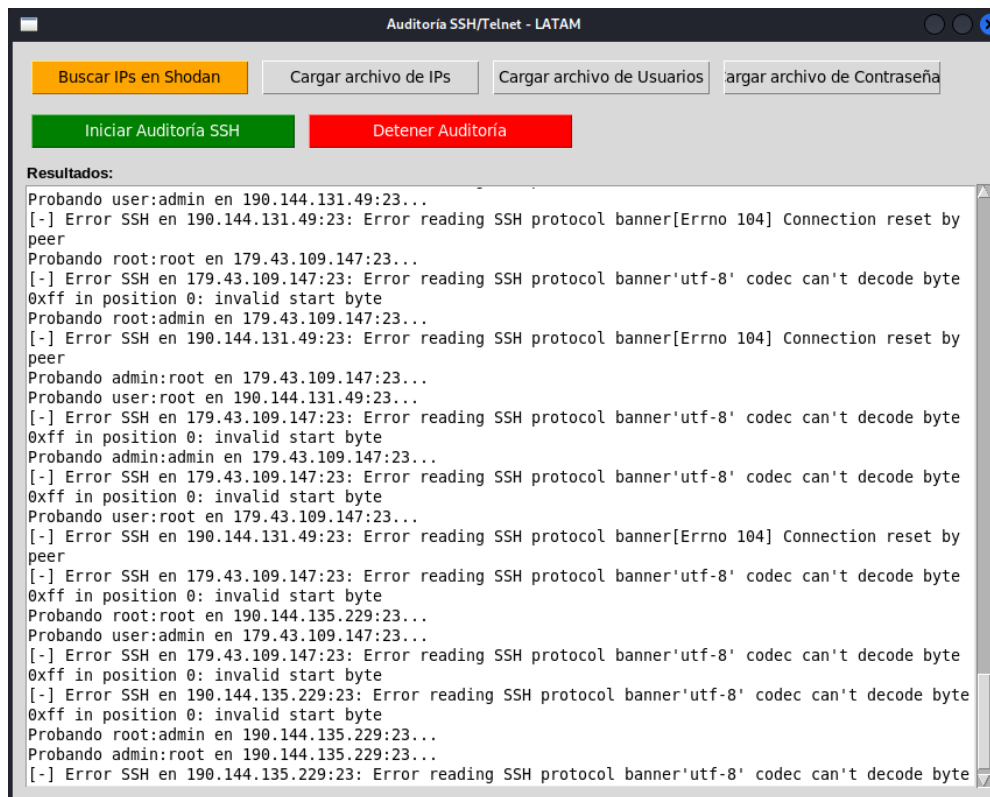 Auditoría SSH/Telnet - LATAM
Buscar IPs en Shodan
Cargar archivo de IPs
Cargar archivo de Usuarios
argar archivo de Contraseña
Iniciar Auditoría SSH
Detener Auditoría
Resultados:
Probando user:admin en 190.144.131.49:23...
[-] Error SSH en 190.144.131.49:23: Error reading SSH protocol banner[Errno 104] Connection reset by
peer
Probando root:root en 179.43.109.147:23...
[-] Error SSH en 179.43.109.147:23: Error reading SSH protocol banner'utf-8' codec can't decode byte
0xff in position 0: invalid start byte
Probando root:admin en 179.43.109.147:23...
[-] Error SSH en 190.144.131.49:23: Error reading SSH protocol banner[Errno 104] Connection reset by
peer
Probando admin:root en 179.43.109.147:23...
Probando user:root en 190.144.131.49:23...
[-] Error SSH en 179.43.109.147:23: Error reading SSH protocol banner'utf-8' codec can't decode byte
0xff in position 0: invalid start byte
Probando admin:admin en 179.43.109.147:23...
[-] Error SSH en 179.43.109.147:23: Error reading SSH protocol banner'utf-8' codec can't decode byte
0xff in position 0: invalid start byte
Probando user:root en 179.43.109.147:23...
[-] Error SSH en 190.144.131.49:23: Error reading SSH protocol banner[Errno 104] Connection reset by
peer
[-] Error SSH en 179.43.109.147:23: Error reading SSH protocol banner'utf-8' codec can't decode byte
0xff in position 0: invalid start byte
Probando root:root en 190.144.135.229:23...
Probando user:admin en 179.43.109.147:23...
[-] Error SSH en 179.43.109.147:23: Error reading SSH protocol banner'utf-8' codec can't decode byte
0xff in position 0: invalid start byte
[-] Error SSH en 190.144.135.229:23: Error reading SSH protocol banner'utf-8' codec can't decode byte
0xff in position 0: invalid start byte
Probando root:admin en 190.144.135.229:23...
Probando admin:root en 190.144.135.229:23...
[-] Error SSH en 190.144.135.229:23: Error reading SSH protocol banner'utf-8' codec can't decode byte